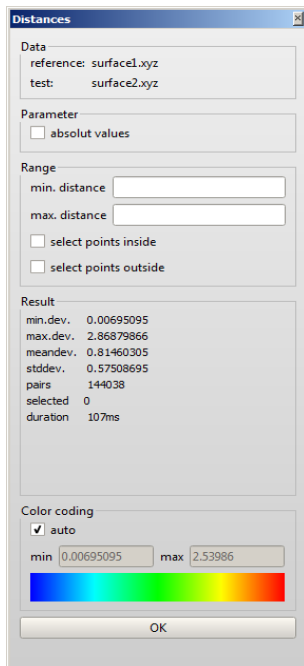 Distances
Data
reference: surface1.xyz
test: surface2.xyz
Parameter
absolut values
Range
min. distance
max. distance
select points inside
select points outside
Result
min.dev. 0.00695095
max.dev. 2.86879866
meandev. 0.81460305
stddev. 0.57508695
pairs 144038
selected 0
duration 107ms
Color coding
auto
min 0.00695095 max 2.53986
OK